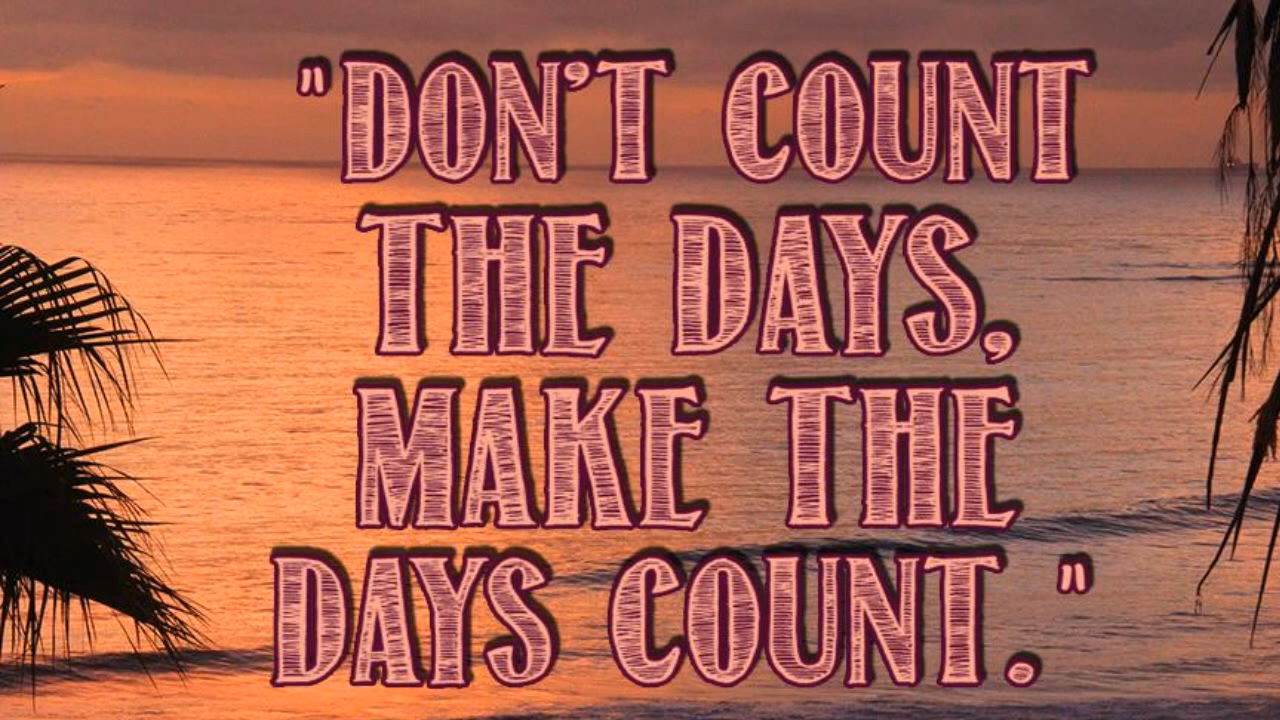 "DON'T COUNT
THE DAYS,
MAKE THE
DAYS COUNT."